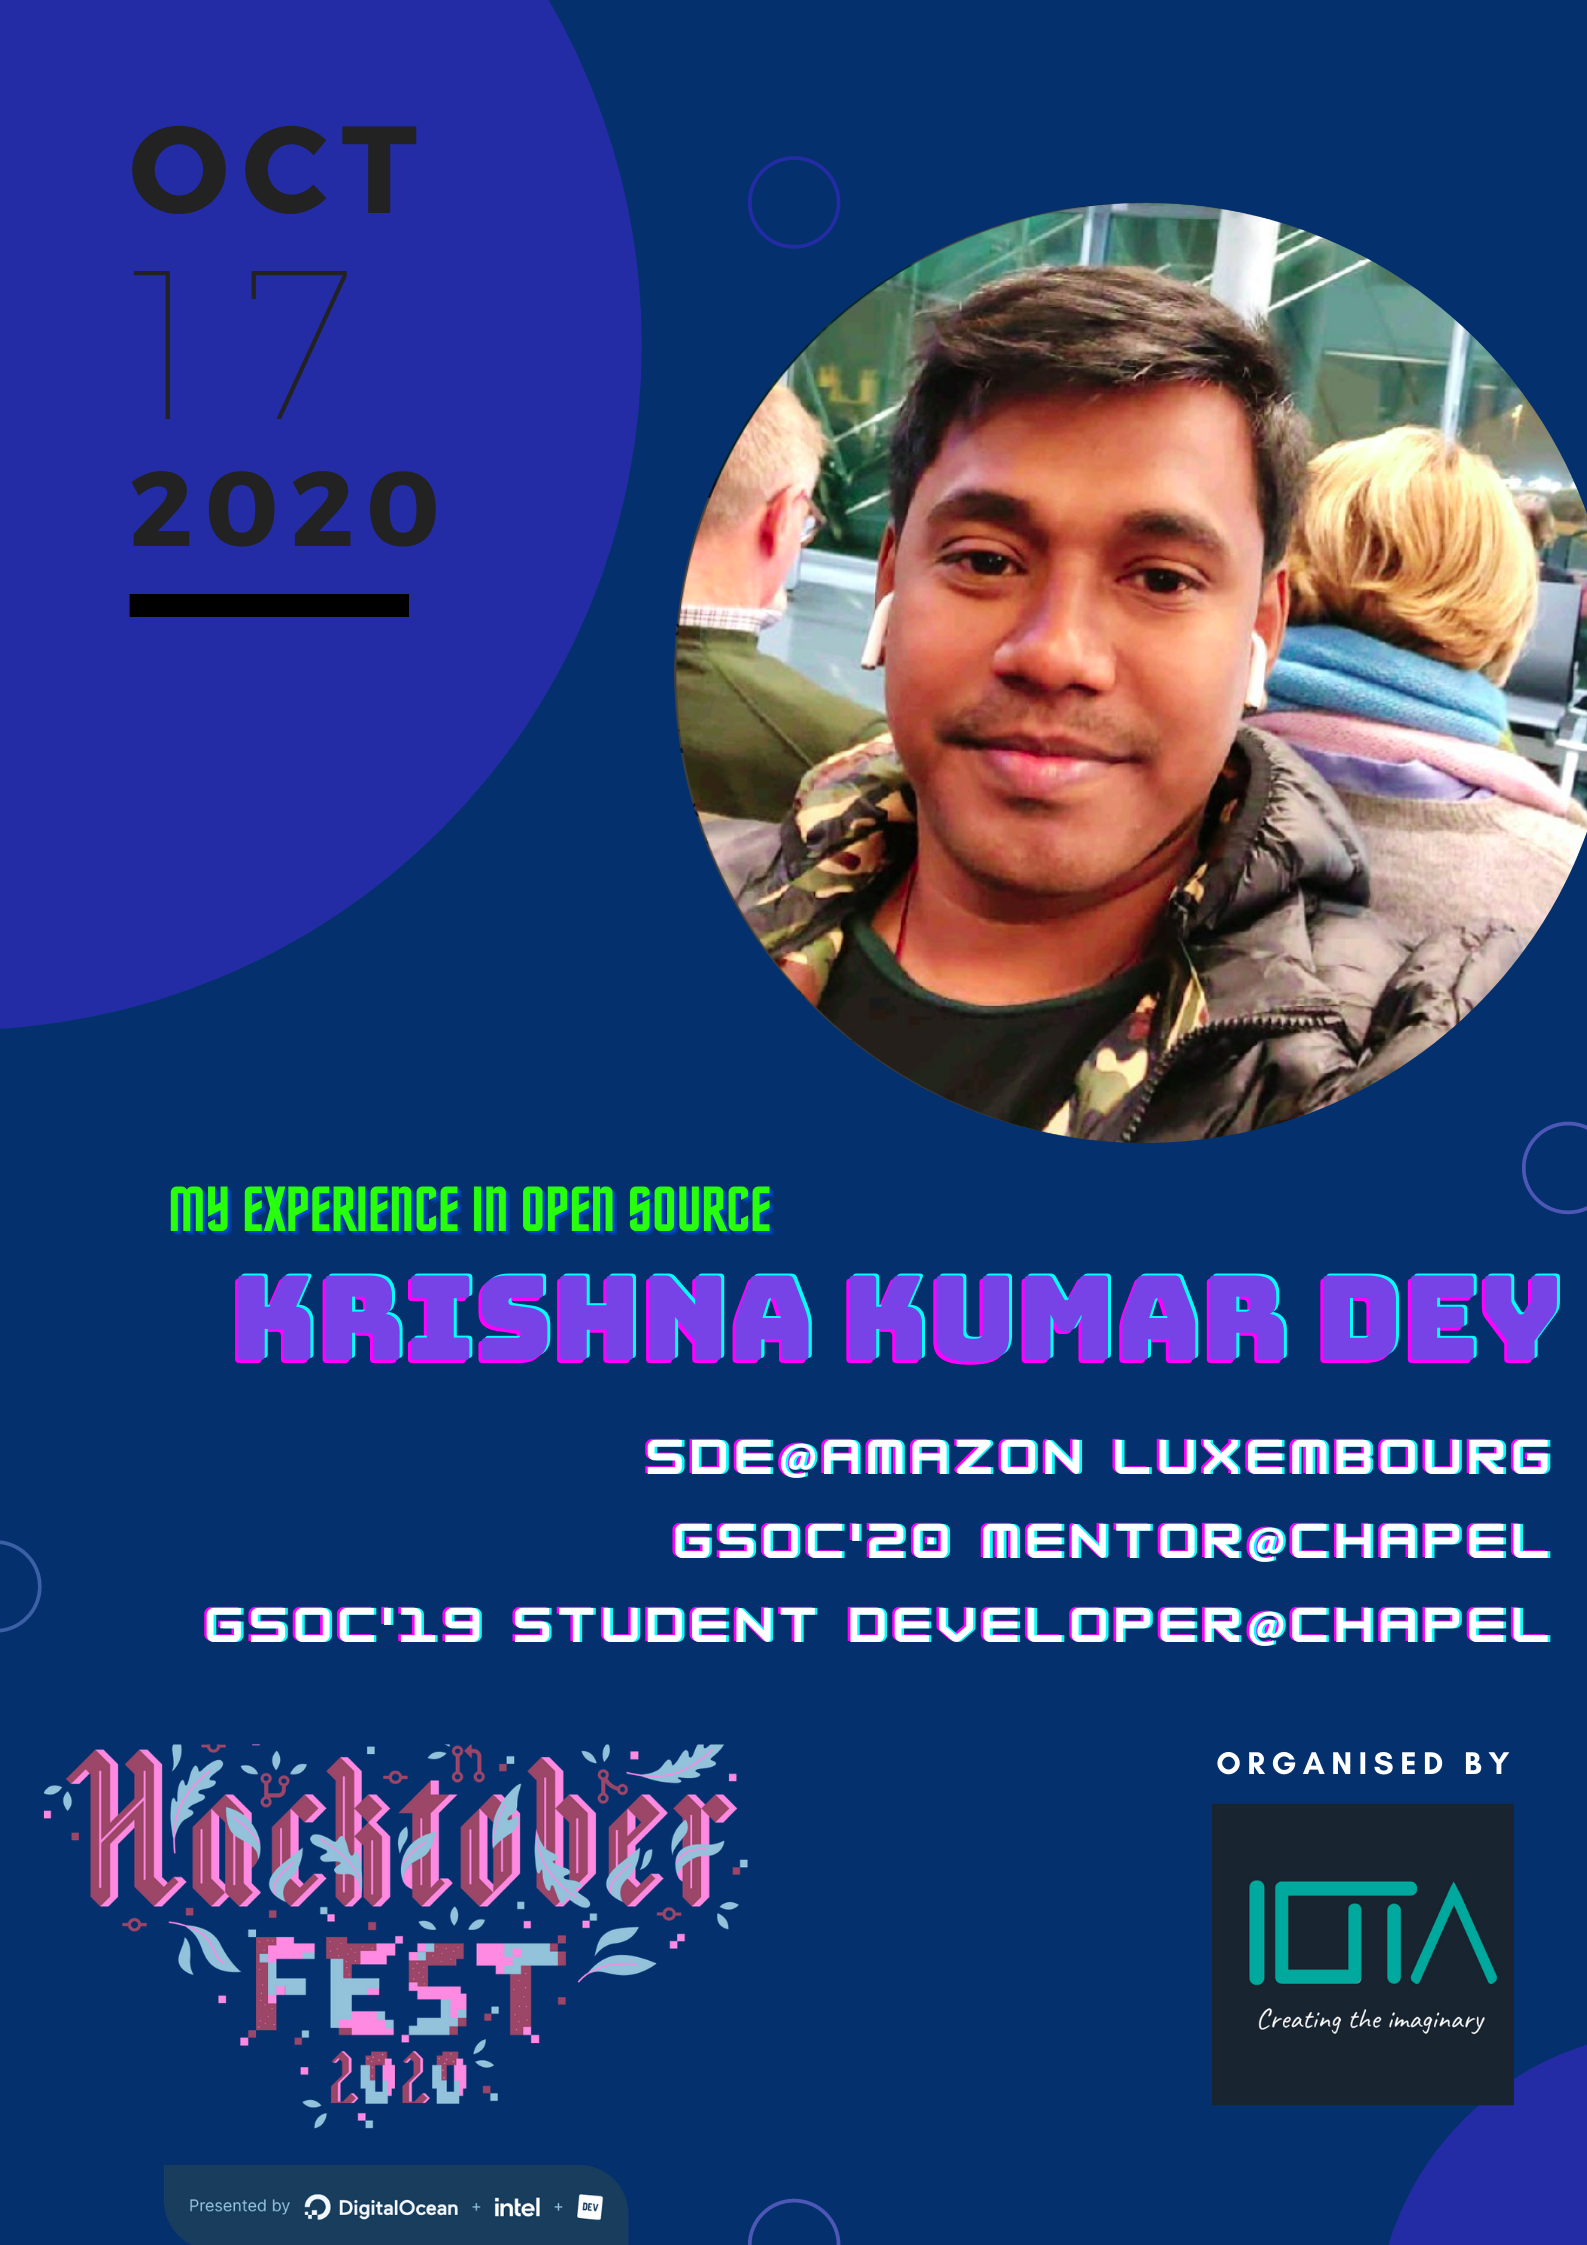 OCT
17
2020
MY EXPERIENCE IN OPEN SOURCE
KRISHNA KUMAR DEY
SDE@AMAZON LUXEMBOURG
GSOC'20 MENTOR@CHAPEL
GSOC'19 STUDENT DEVELOPER@CHAPEL
Hacktober
FEST
2020
Presented by DigitalOcean + intel + DEV
ORGANISED BY
IOTA
Creating the imaginary